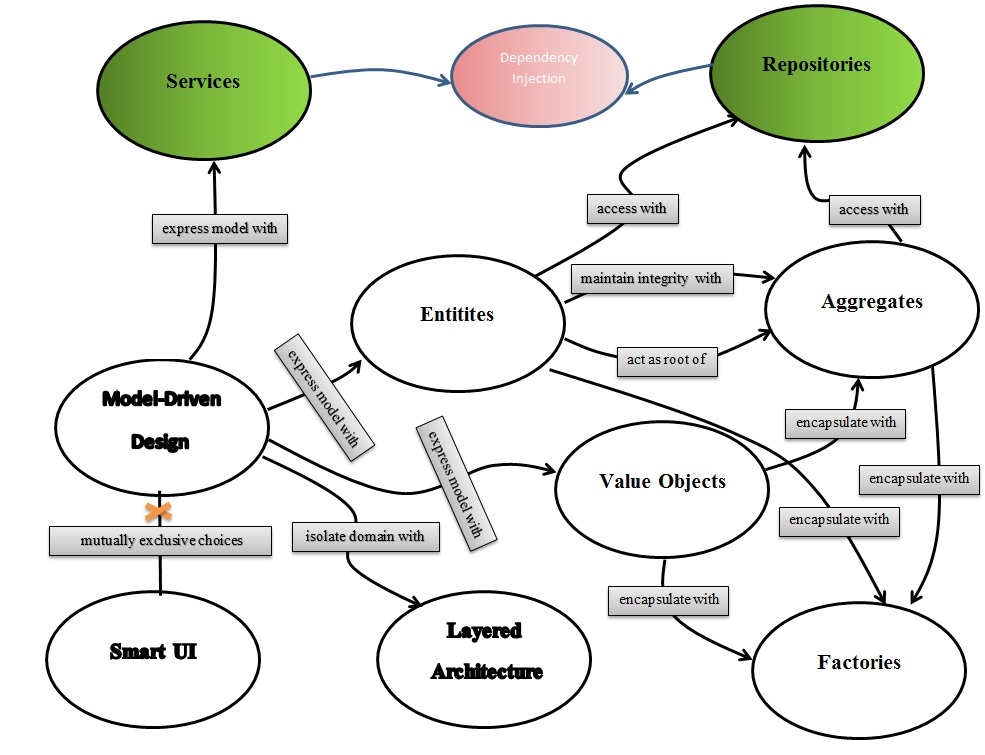 Services
Dependency
Injection
Repositories
express model with
access with
access with
maintain integrity with
Entitites
Aggregates
act as root of
express model with
Model-Driven
Design
encapsulate with
express model with
Value Objects
encapsulate with
encapsulate with
mutually exclusive choices
isolate domain with
encapsulate with
Smart UI
Layered
Architecture
Factories